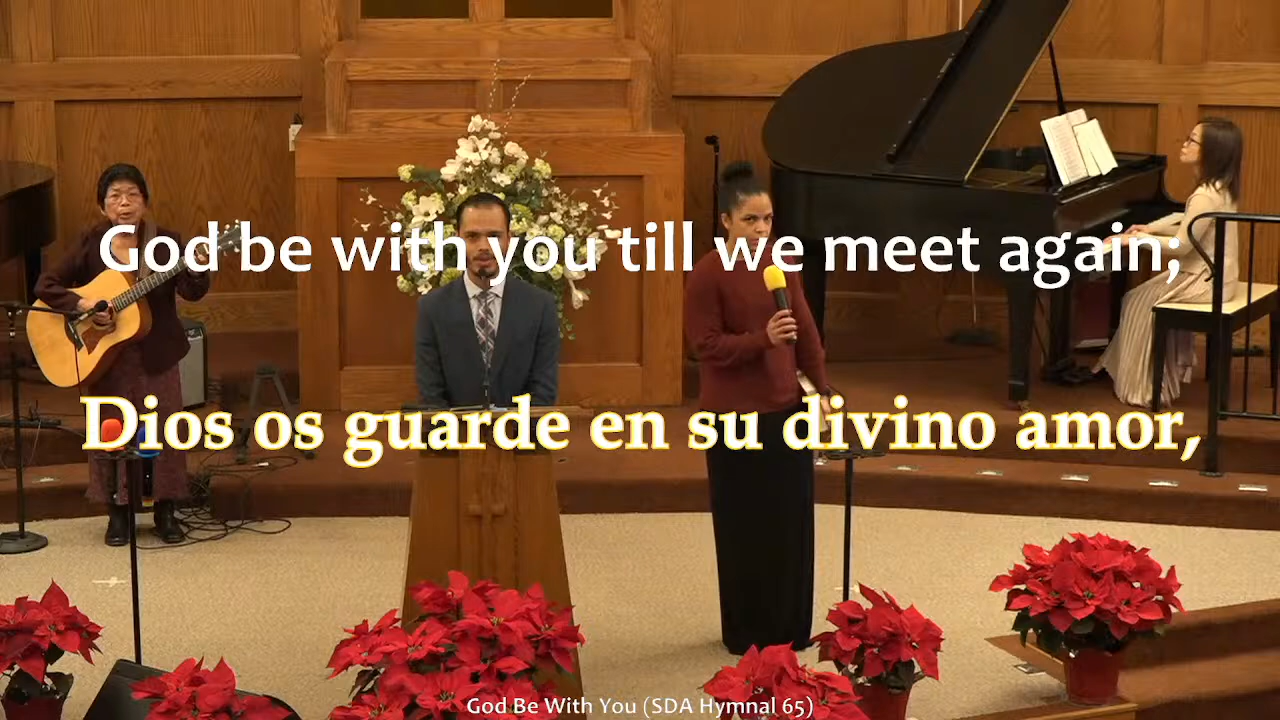 God be with you till we meet again;
Dios os guarde en su divino amor,
God Be With You (SDA Hymnal 65)